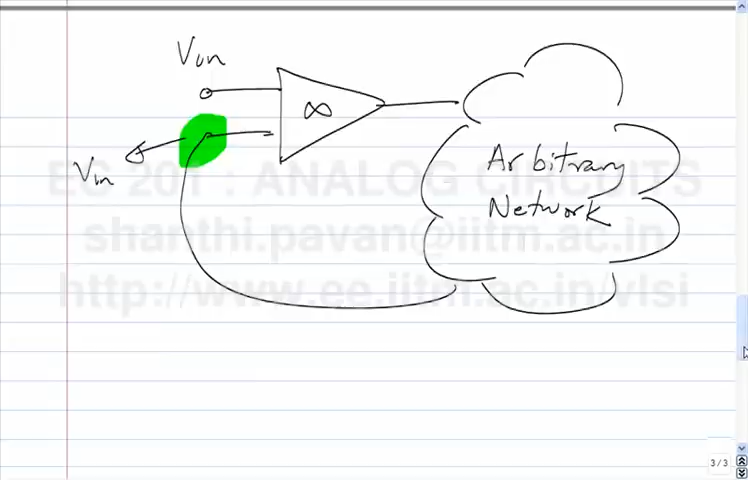 Vin
∞
Vin
Arbitrary
Network
EC 201 : ANALOG CIRCUITS
shanthi.pavan@iitm.ac.in
http://www.ee.iitm.ac.in/vlsi
3 / 3